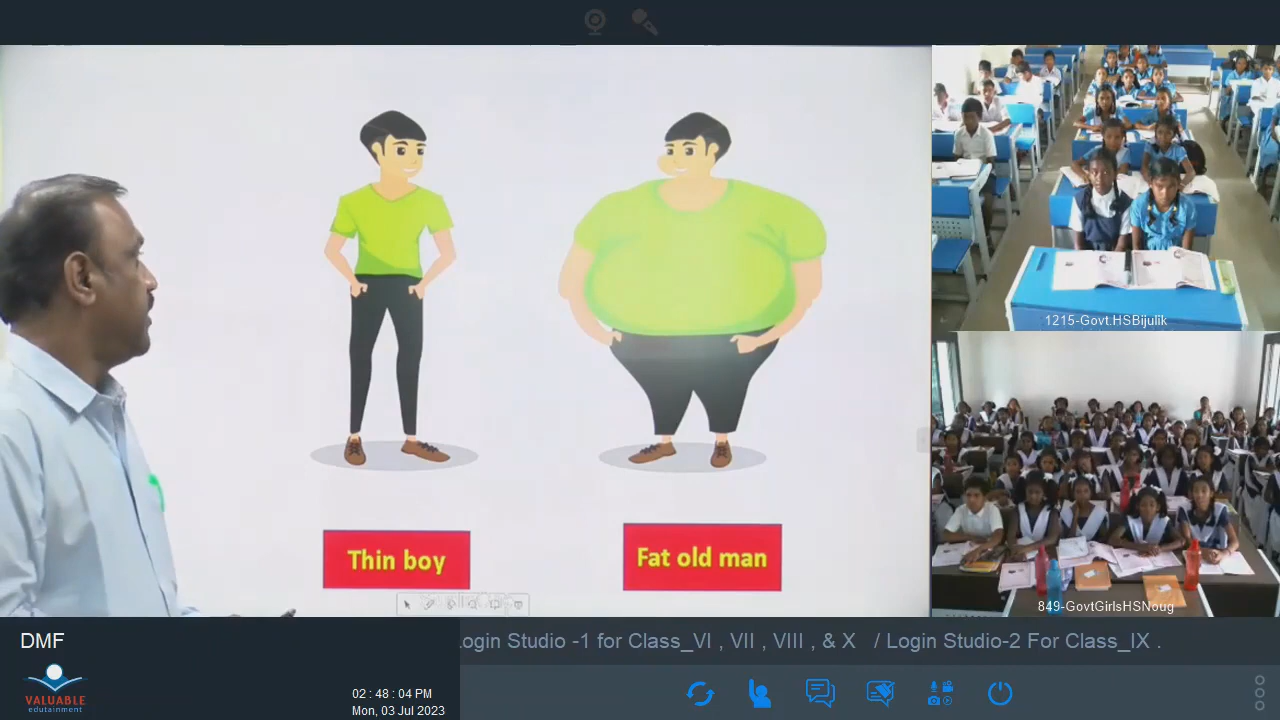 Thin boy
Fat old man
1215-Govt.HSBijulik
849-GovtGirlsHSNoug
DMF
Login Studio -1 for Class_VI , VII , VIII , & X / Login Studio-2 For Class_IX .
VALUABLE
edutainment
02 : 48 : 04 PM
Mon, 03 Jul 2023